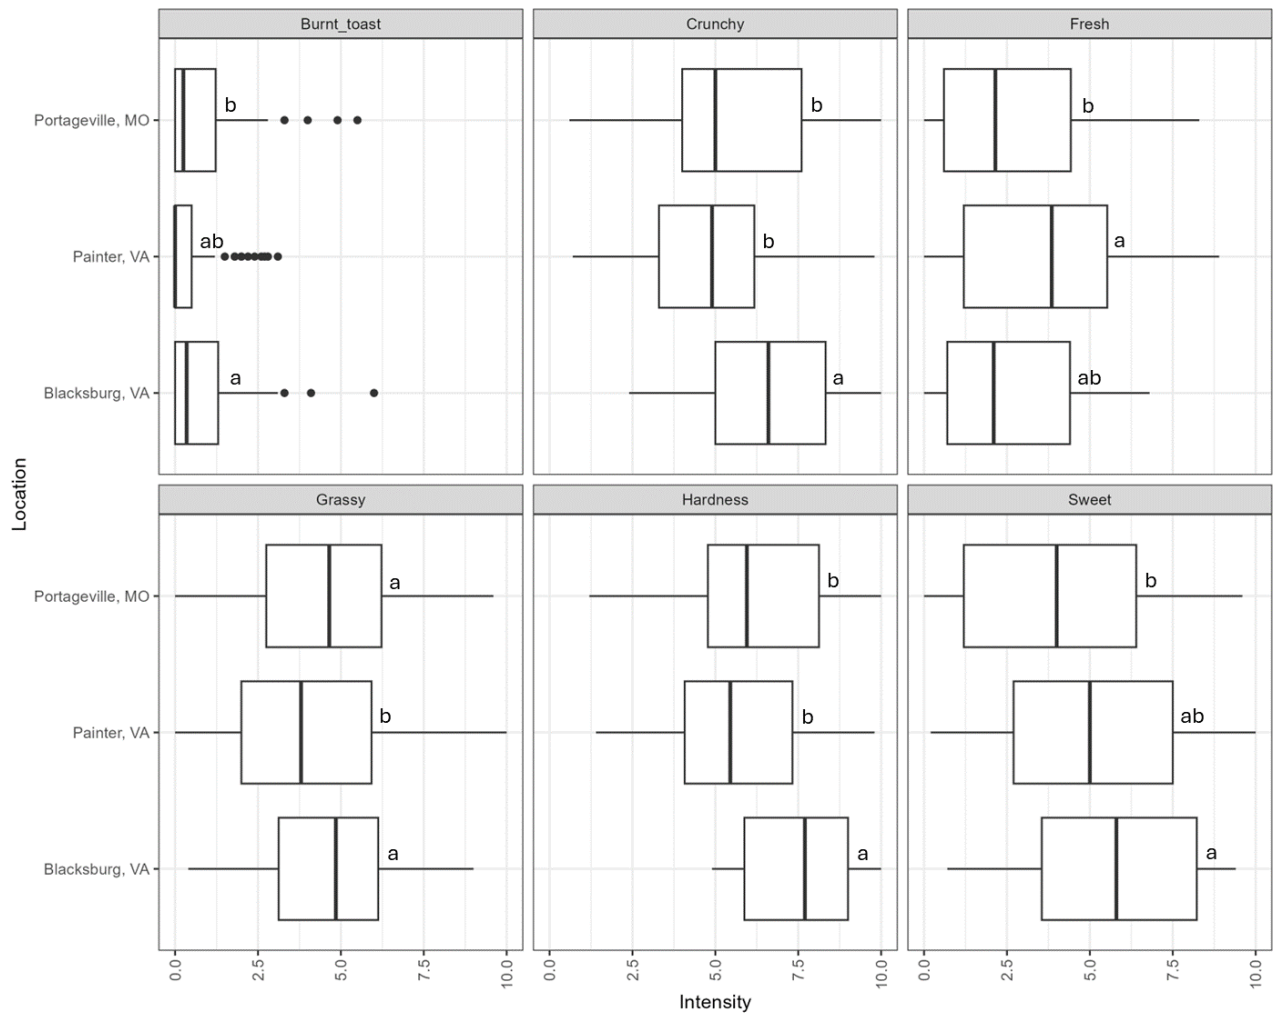 Burnt_toast
Crunchy
Fresh
Portageville, MO
b
b
b
Painter, VA
ab
b
a
Blacksburg, VA
a
a
ab
Location
Grassy
Hardness
Sweet
Portageville, MO
a
b
b
Painter, VA
b
b
ab
Blacksburg, VA
a
a
a
0.0 2.5 5.0 7.5 10.0
0.0 2.5 5.0 7.5 10.0
0.0 2.5 5.0 7.5 10.0
Intensity